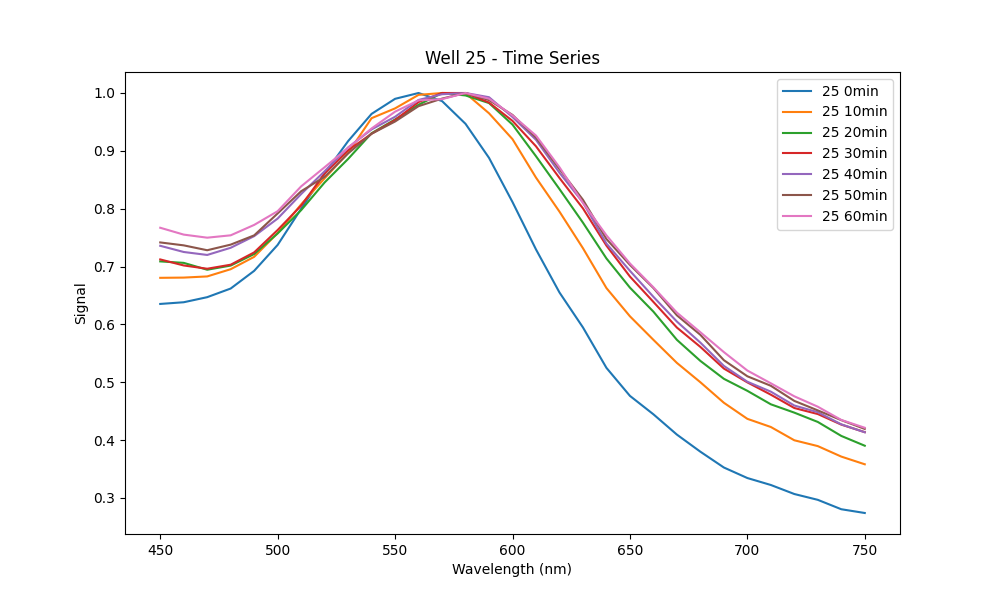 Well 25 - Time Series
Signal
1.0
0.9
0.8
0.7
0.6
0.5
0.4
0.3
25 0min
25 10min
25 20min
25 30min
25 40min
25 50min
25 60min
450 500 550 600 650 700 750
Wavelength (nm)